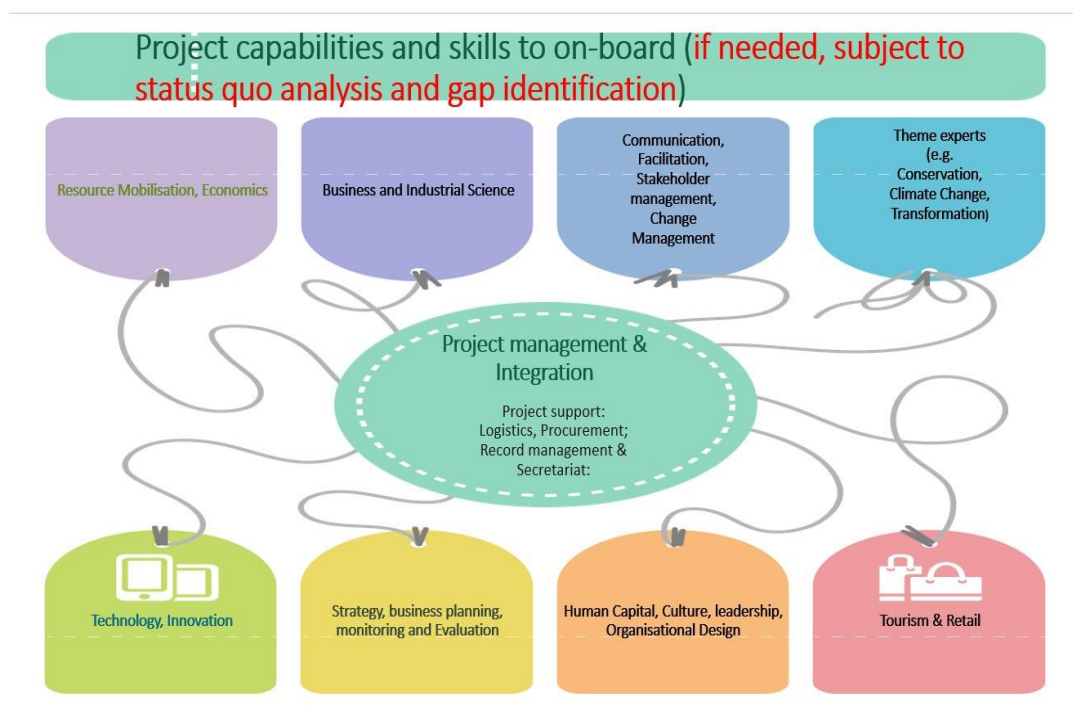 Project capabilities and skills to on-board (if needed, subject to
status quo analysis and gap identification)
Resource Mobilisation, Economics
Business and Industrial Science
Communication,
Facilitation,
Stakeholder
management,
Change
Management
Theme experts
(e.g.
Conservation,
Climate Change,
Transformation)
Project management &
Integration
Project support:
Logistics, Procurement;
Record management &
Secretariat:
Technology, Innovation
Strategy, business planning,
monitoring and Evaluation
Human Capital, Culture, leadership,
Organisational Design
Tourism & Retail